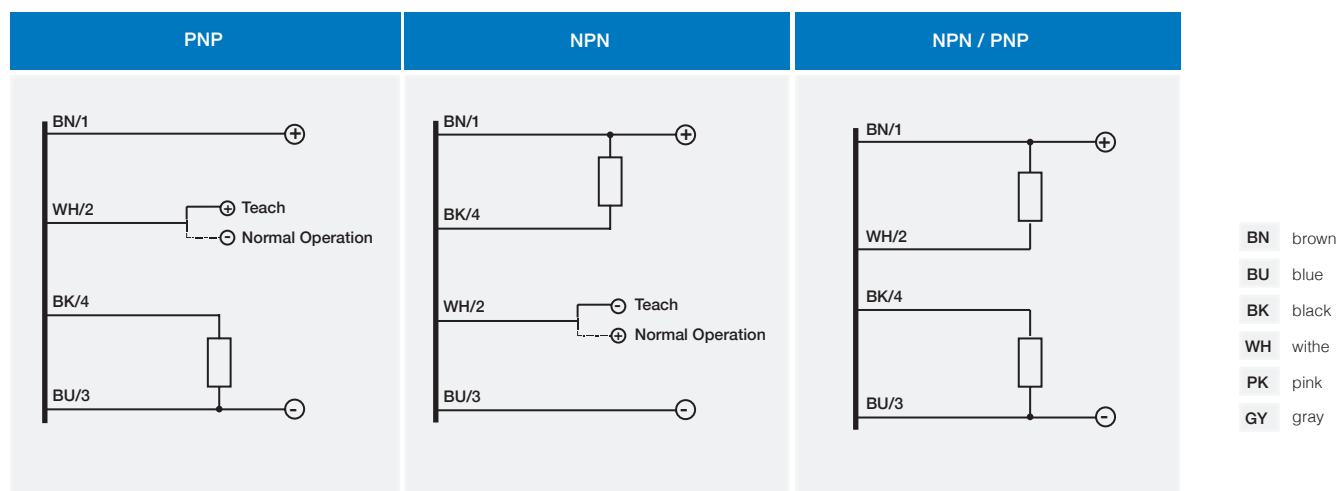 PNP
BN/1
+
WH/2
+ Teach
- Normal Operation
BK/4
BU/3
-
NPN
BN/1
+
BK/4
WH/2
- Teach
+ Normal Operation
BU/3
-
NPN / PNP
BN/1
+
WH/2
BK/4
BU/3
-
BN brown
BU blue
BK black
WH withe
PK pink
GY gray